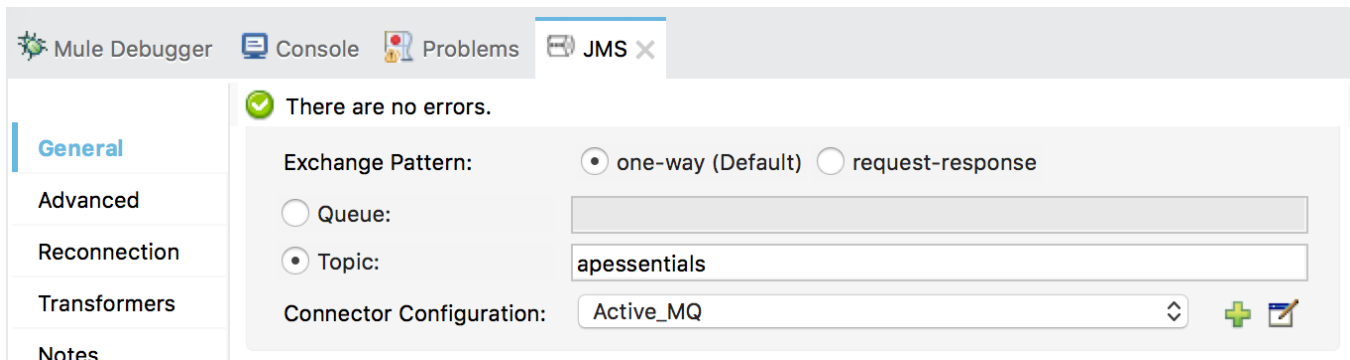 Mule Debugger Console Problems JMS
There are no errors.
General
Exchange Pattern: one-way (Default) request-response
Advanced
Queue:
Reconnection
Topic: apessentials
Transformers
Connector Configuration: Active_MQ
Notes